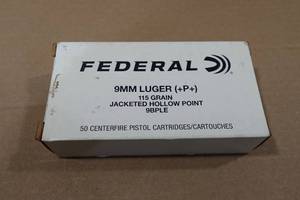 FEDERAL
9MM LUGER (+P+)
115 GRAIN
JACKETED HOLLOW POINT
9BPLE
50 CENTERFIRE PISTOL CARTRIDGES/CARTOUCHES